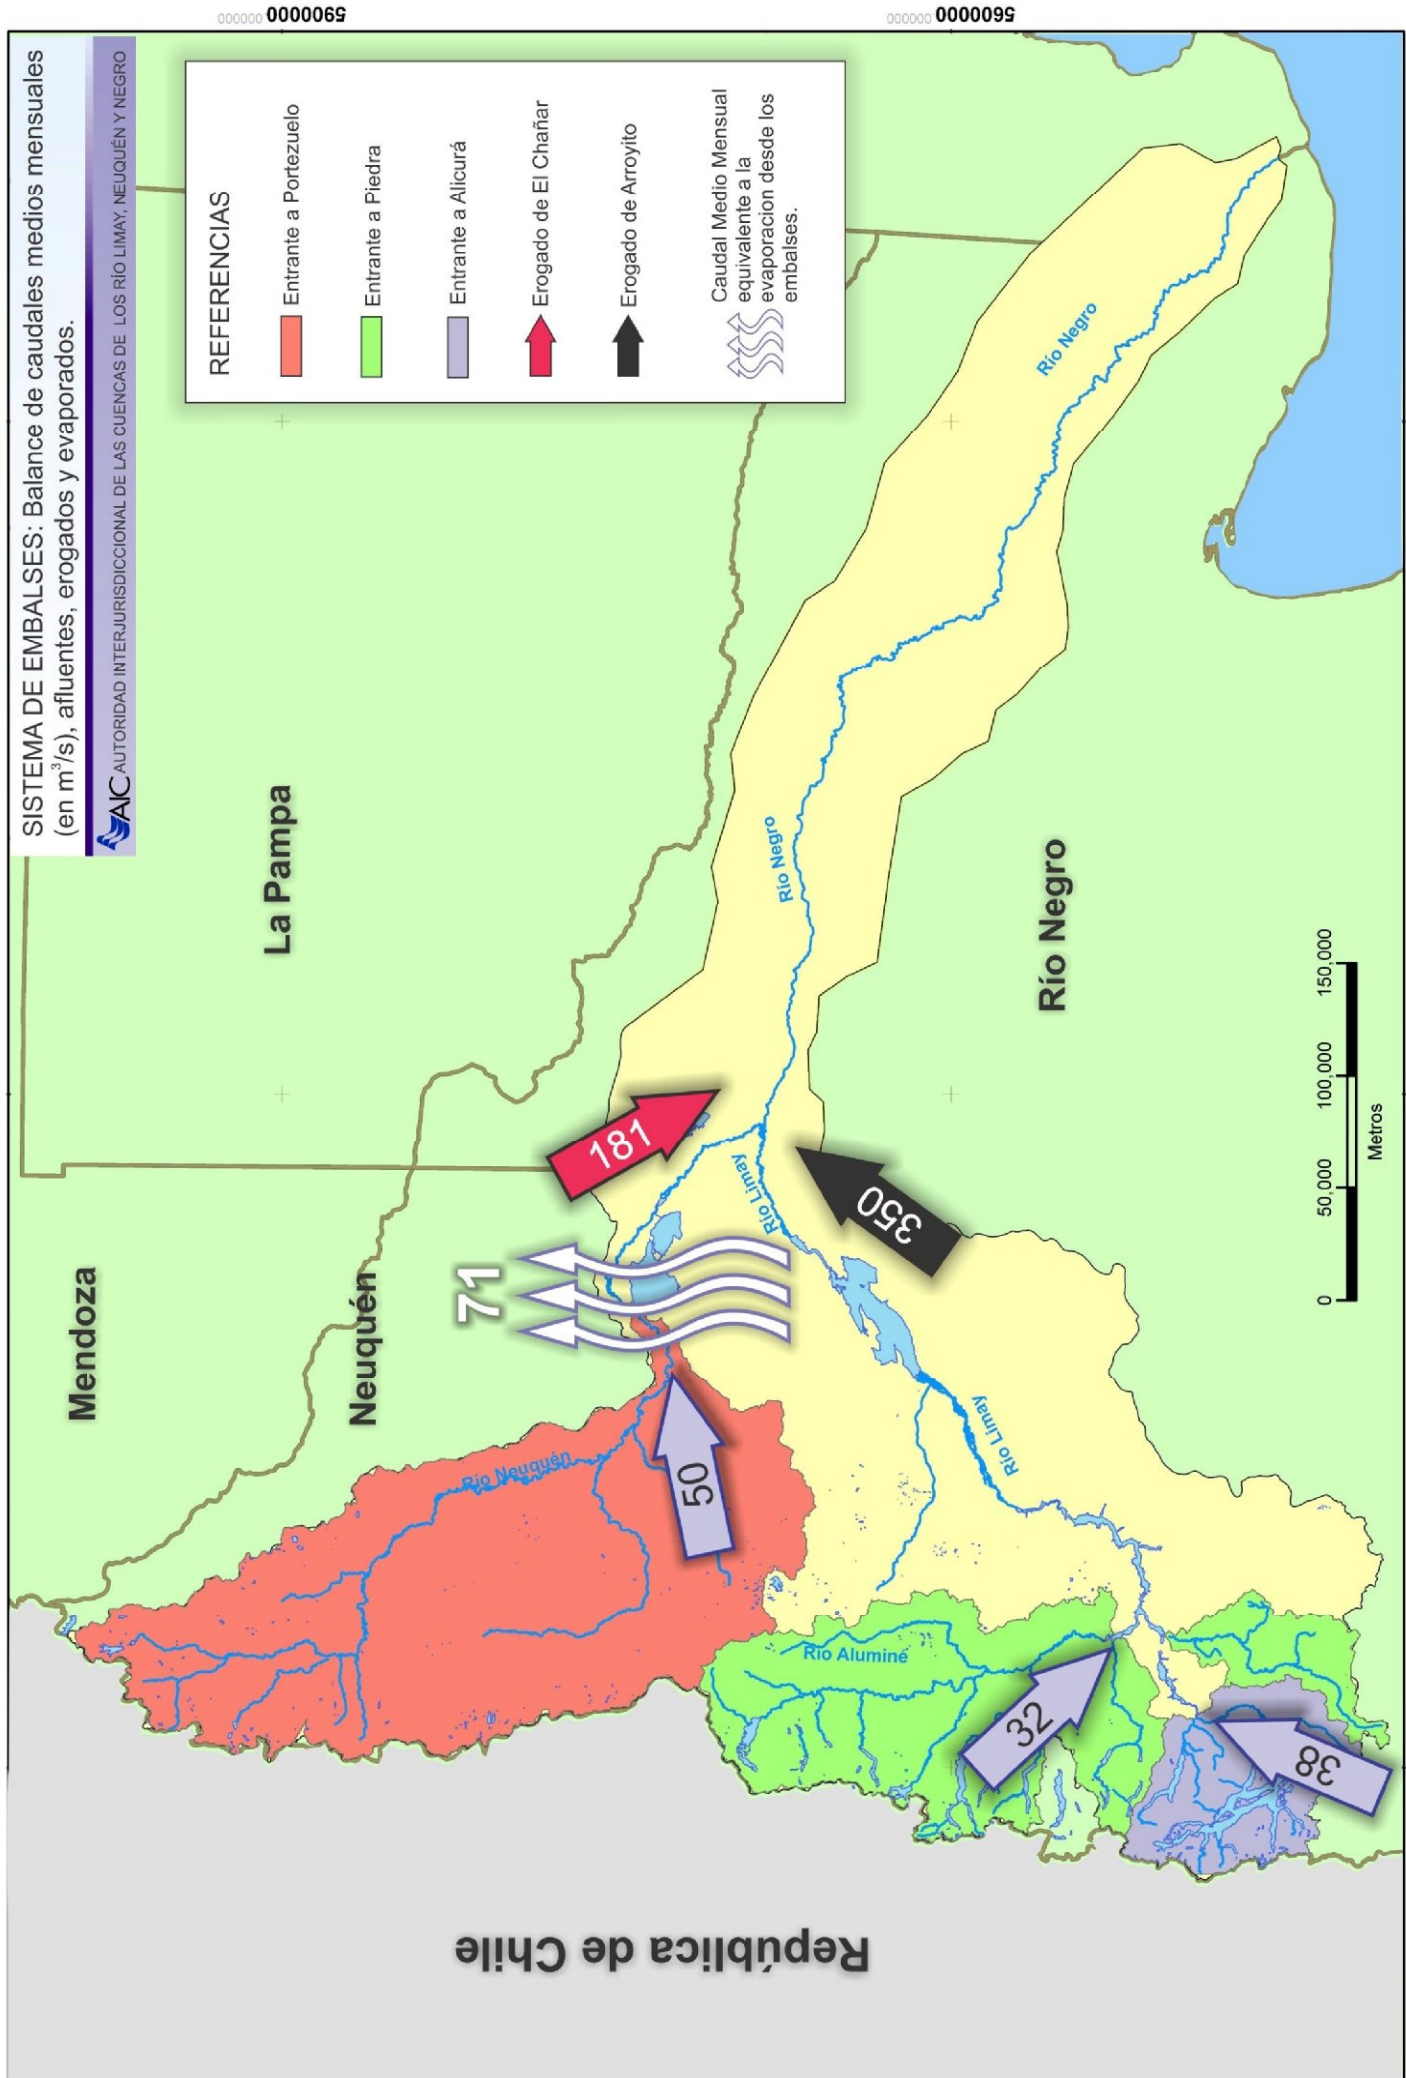 SISTEMA DE EMBALSES: Balance de caudales medios mensuales
(en m³/s), afluentes, erogados y evaporados.
AIC AUTORIDAD INTERJURISDICCIONAL DE LAS CUENCAS DE LOS RÍO LIMAY, NEUQUÉN Y NEGRO
REFERENCIAS
Entrante a Portezuelo
Entrante a Piedra
Entrante a Alicurá
Erogado de El Chañar
Erogado de Arroyito
Caudal Medio Mensual
equivalente a la
evaporacion desde los
embalses.
5900000 000000
5600000 000000
Mendoza
La Pampa
Neuquén
Río Negro
República de Chile
Río Neuquén
Río Aluminé
Río Limay
Río Limay
Río Negro
Río Negro
71
181
50
350
32
38
0 50,000 100,000 150,000
Metros